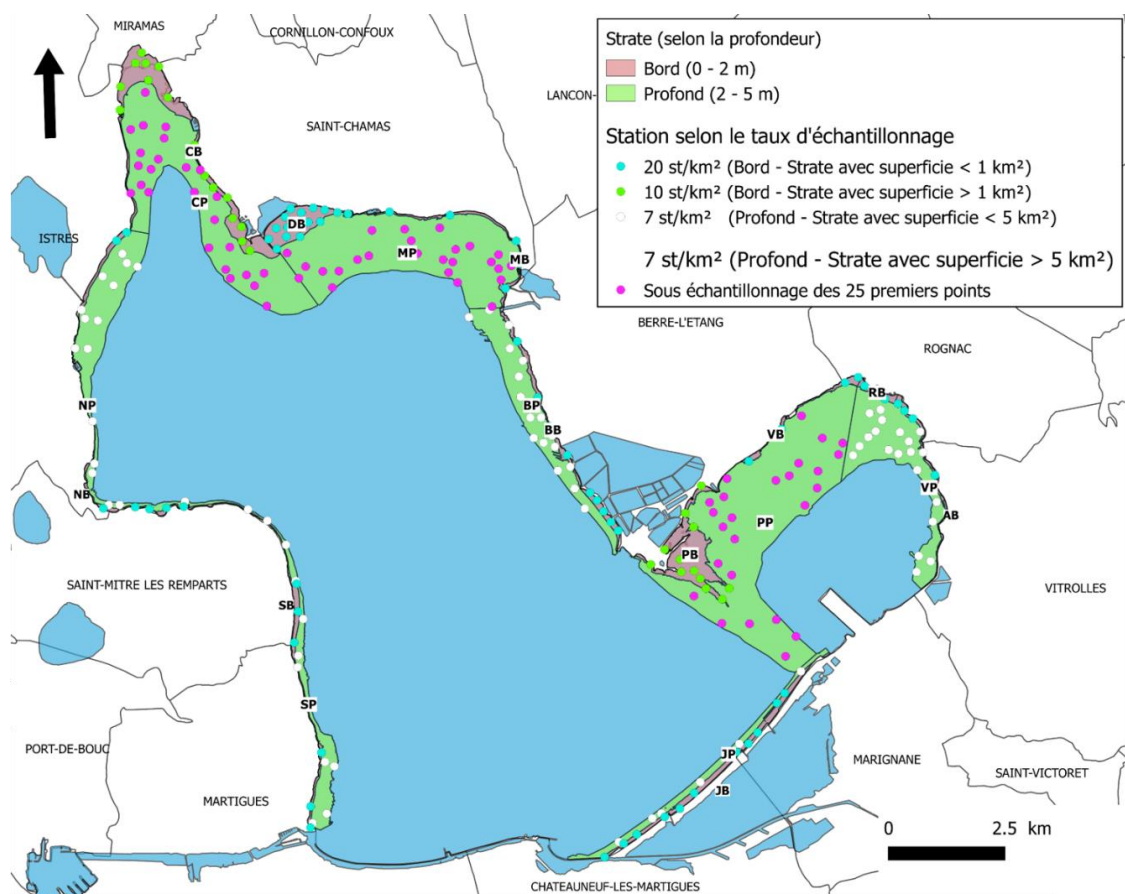 MIRAMAS
CORNILLON-CONFOUX
LANCON-
SAINT-CHAMAS
Strate (selon la profondeur)
Bord (0 - 2 m)
Profond (2 - 5 m)
Station selon le taux d'échantillonnage
20 st/km² (Bord - Strate avec superficie < 1 km²)
10 st/km² (Bord - Strate avec superficie > 1 km²)
7 st/km² (Profond - Strate avec superficie < 5 km²)
7 st/km² (Profond - Strate avec superficie > 5 km²)
Sous échantillonnage des 25 premiers points
CB
CP
DB
ISTRES
MP
MB
BERRE-L'ETANG
ROGNAC
RB
NP
BP
BB
VB
NB
VP
AB
PP
PB
SAINT-MITRE LES REMPARTS
VITROLLES
SB
SP
PORT-DE-BOUC
JP
MARIGNANE
SAINT-VICTORET
JB
MARTIGUES
0 2.5 km
CHATEAUNEUF-LES-MARTIGUES